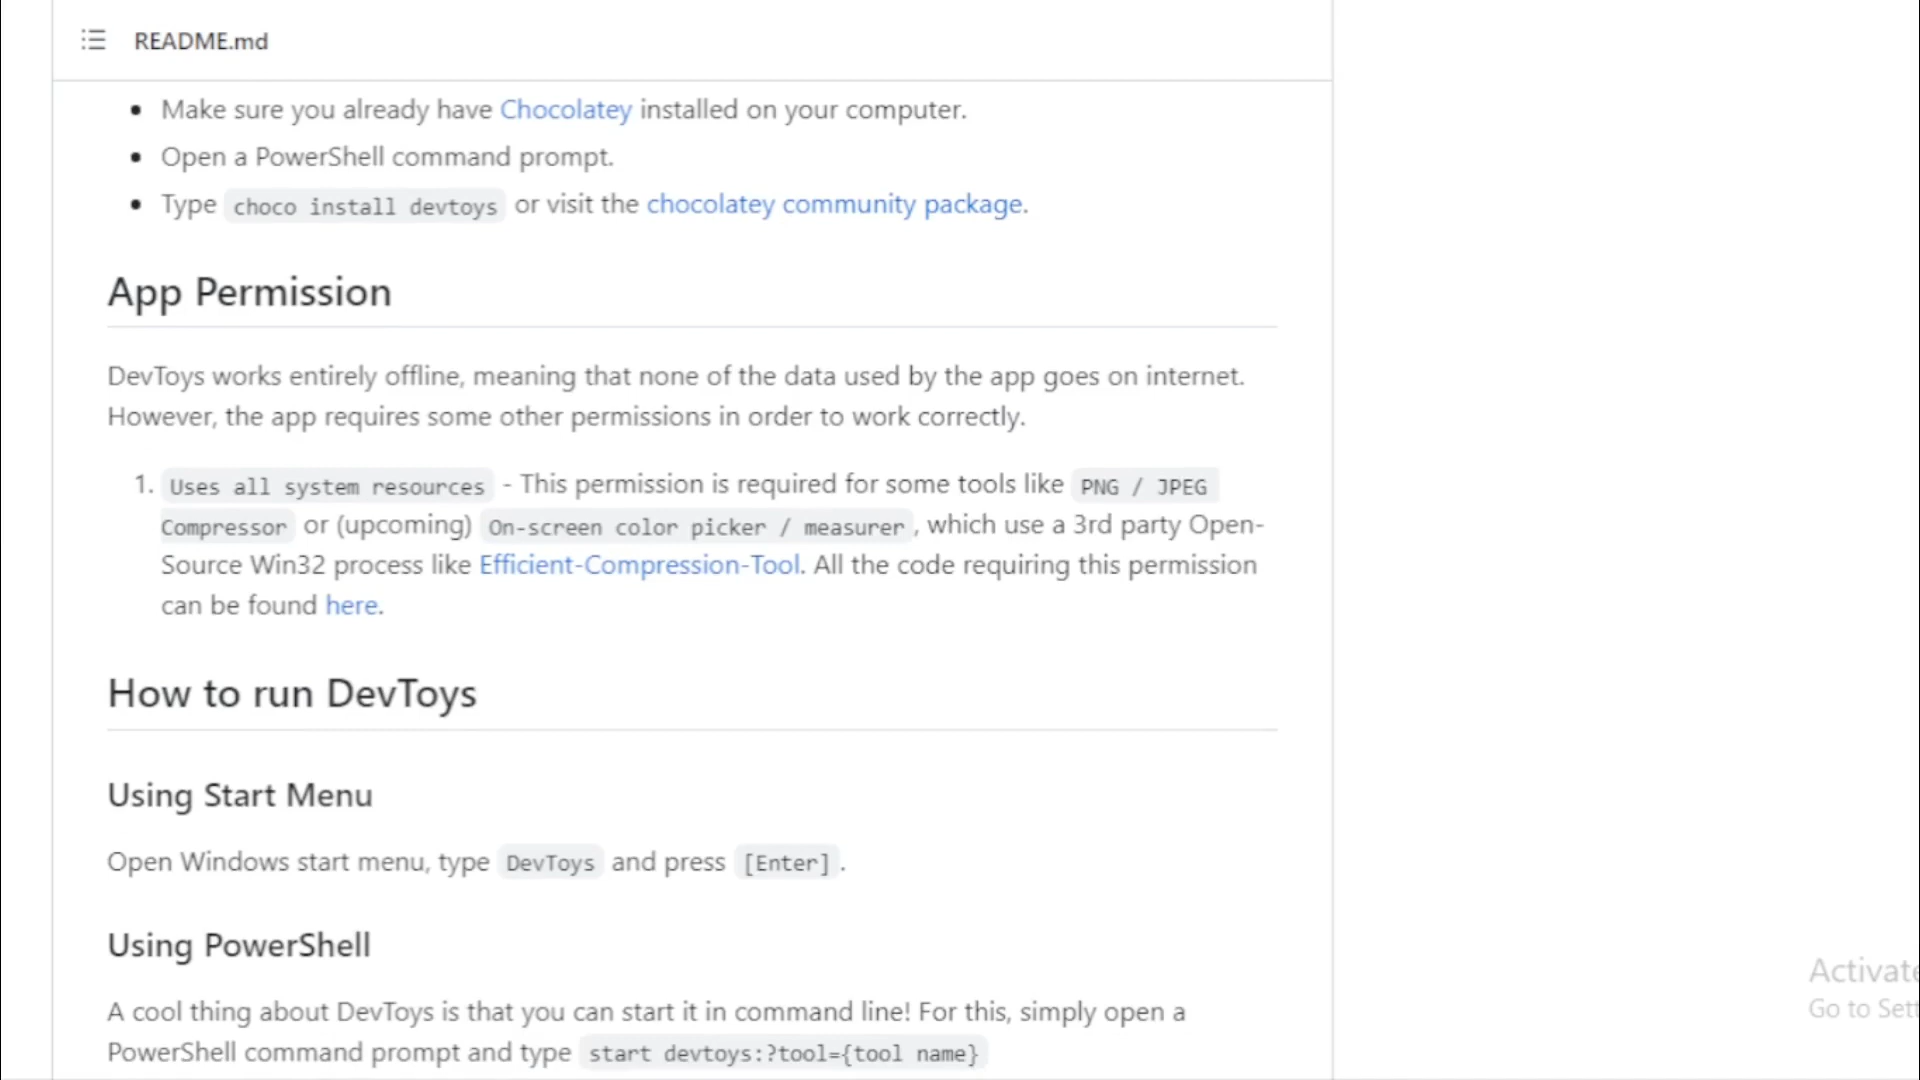 README.md
Make sure you already have Chocolatey installed on your computer.
Open a PowerShell command prompt.
Type choco install devtoys or visit the chocolatey community package.
App Permission
DevToys works entirely offline, meaning that none of the data used by the app goes on internet.
However, the app requires some other permissions in order to work correctly.
1. Uses all system resources - This permission is required for some tools like PNG / JPEG
Compressor or (upcoming) On-screen color picker / measurer, which use a 3rd party Open-
Source Win32 process like Efficient-Compression-Tool. All the code requiring this permission
can be found here.
How to run DevToys
Using Start Menu
Open Windows start menu, type DevToys and press [Enter].
Using PowerShell
A cool thing about DevToys is that you can start it in command line! For this, simply open a
PowerShell command prompt and type start devtoys:?tool={tool name}
Activate
Go to Sett